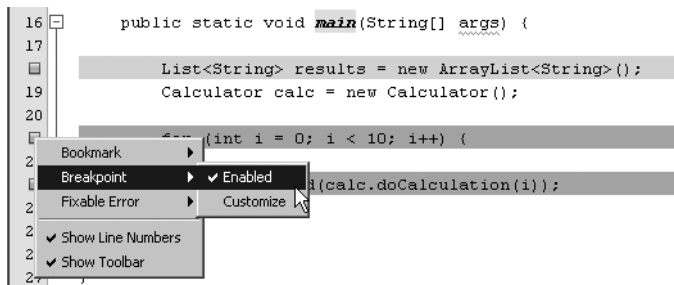 16 public static void main(String[] args) {
17
List<String> results = new ArrayList<String>();
19 Calculator calc = new Calculator();
20
(int i = 0; i < 10; i++) {
Bookmark
Breakpoint Enabled
(calc.doCalculation(i));
Fixable Error Customize
Show Line Numbers
Show Toolbar